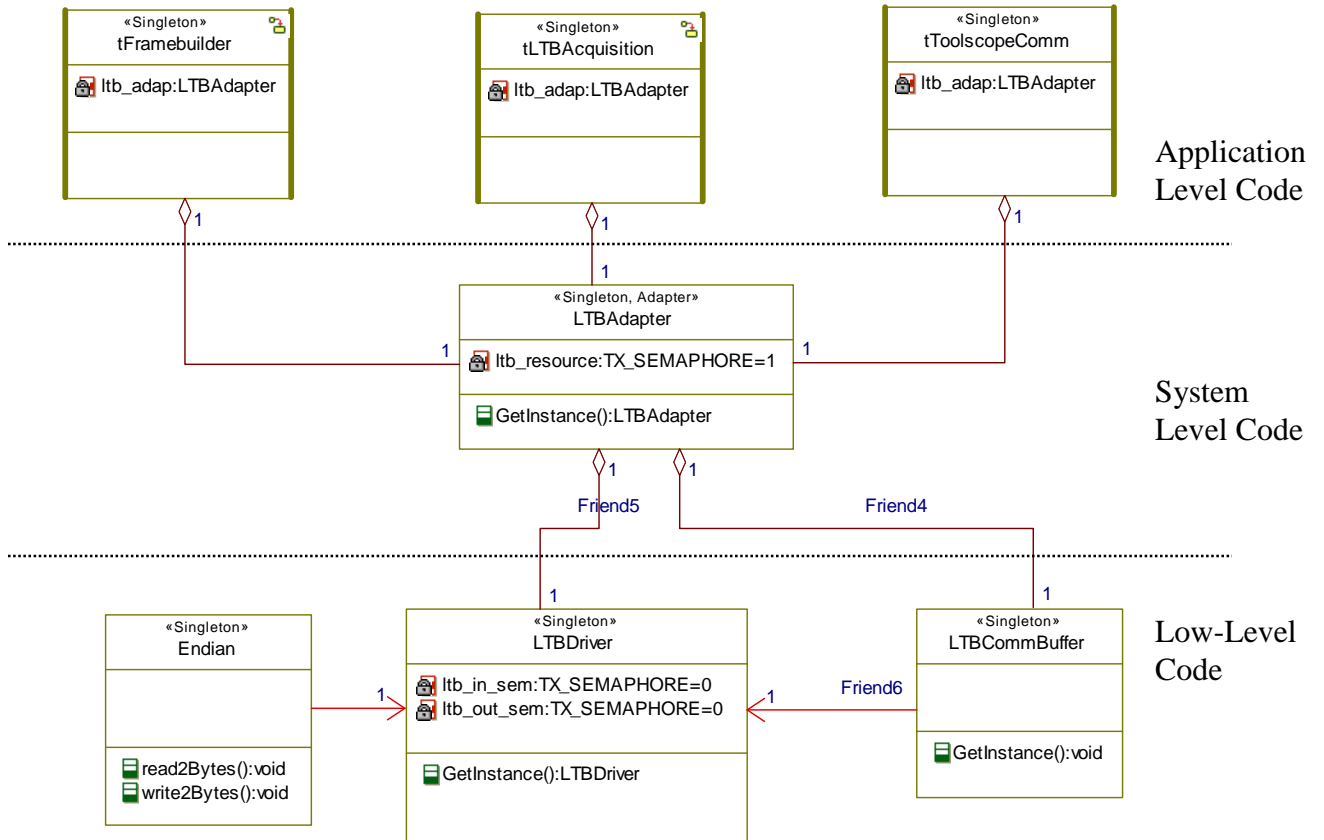 «Singleton»
tFramebuilder
ltb_adap:LTBAdapter
«Singleton»
tLTBAcquisition
ltb_adap:LTBAdapter
«Singleton»
tToolscopeComm
ltb_adap:LTBAdapter
Application
Level Code
1
1
1
1
«Singleton, Adapter»
LTBAdapter
ltb_resource:TX_SEMAPHORE=1
GetInstance():LTBAdapter
1
1
System
Level Code
1
1
Friend5
Friend4
1
1
«Singleton»
Endian
read2Bytes():void
write2Bytes():void
1
«Singleton»
LTBDriver
ltb_in_sem:TX_SEMAPHORE=0
ltb_out_sem:TX_SEMAPHORE=0
GetInstance():LTBDriver
1
Friend6
«Singleton»
LTBCommBuffer
GetInstance():void
Low-Level
Code